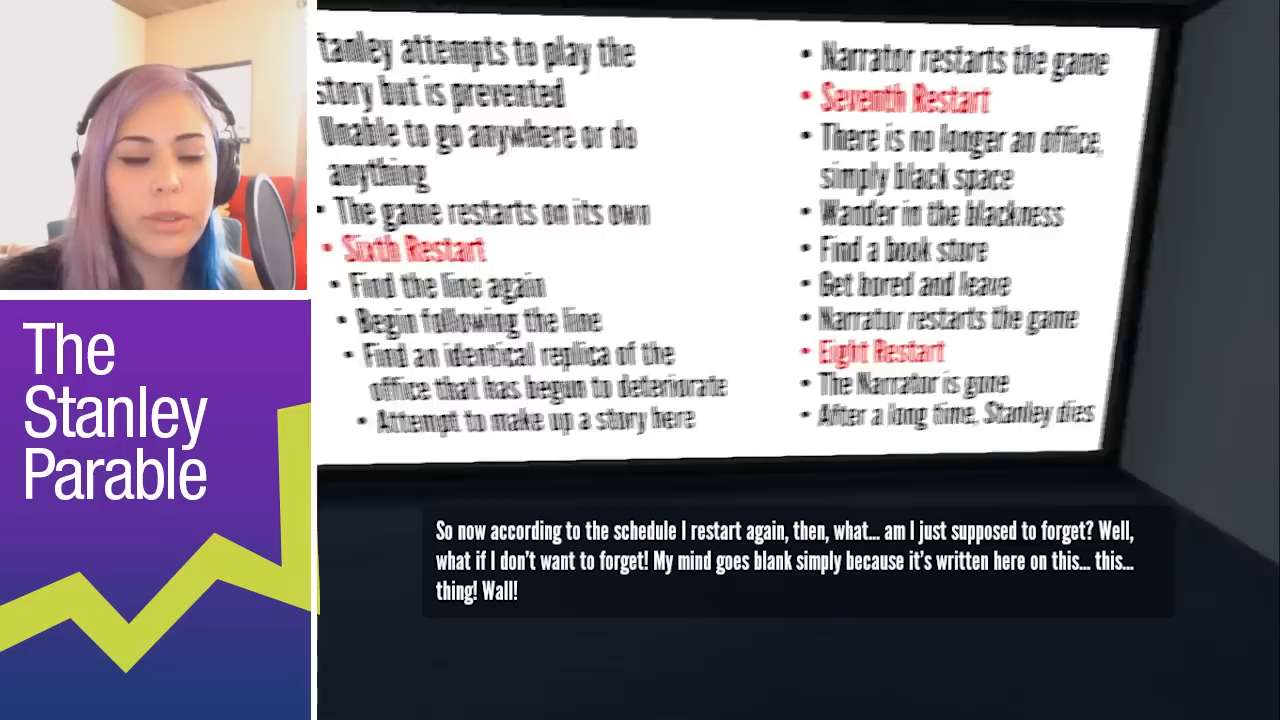 The
Stanley
Parable
tanley attempts to play the
story but is prevented
Unable to go anywhere or do
anything
• The game restarts on its own
• Sixth Restart
• Find the line again
• Begin following the line
• Find an identical replica of the
office that has begun to deteriorate
• Attempt to make up a story here
• Narrator restarts the game
• Seventh Restart
• There is no longer an office,
simply black space
• Wander in the blackness
• Find a book store
• Get bored and leave
• Narrator restarts the game
• Eight Restart
• The Narrator is gone
• After a long time, Stanley dies
So now according to the schedule I restart again, then, what... am I just supposed to forget? Well,
what if I don't want to forget! My mind goes blank simply because it's written here on this... this...
thing! Wall!